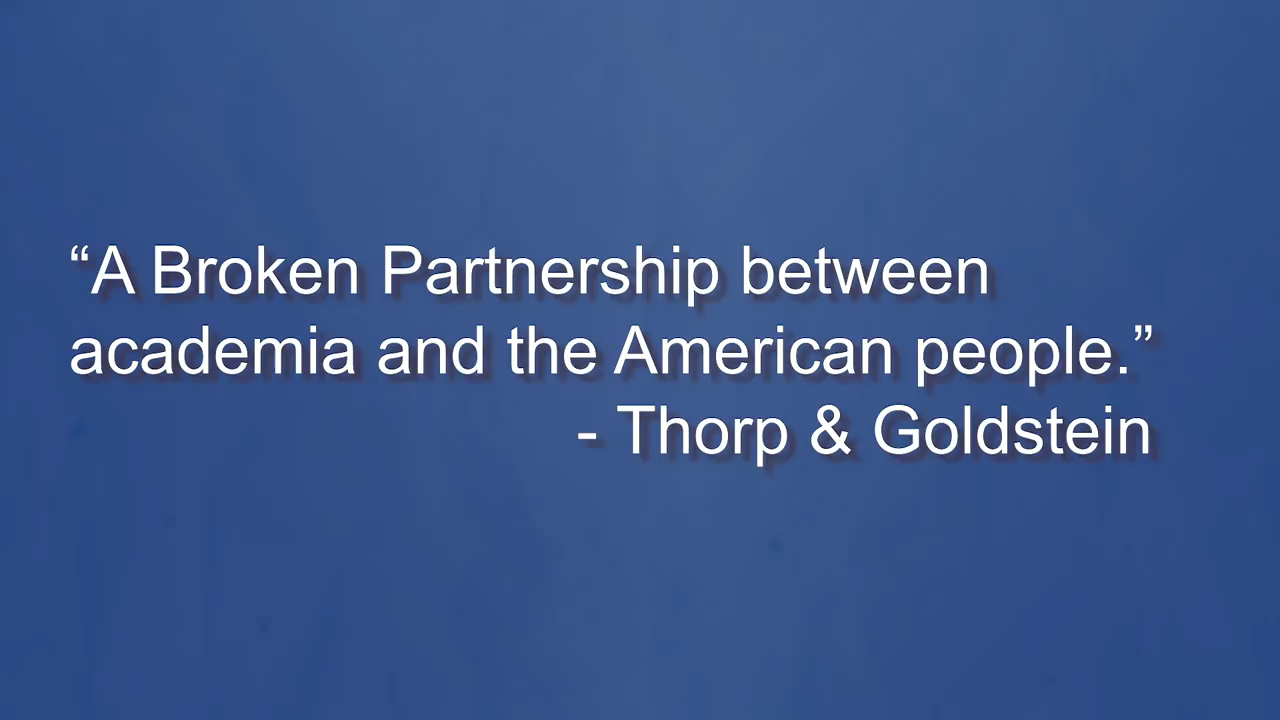 “A Broken Partnership between
academia and the American people.”
- Thorp & Goldstein